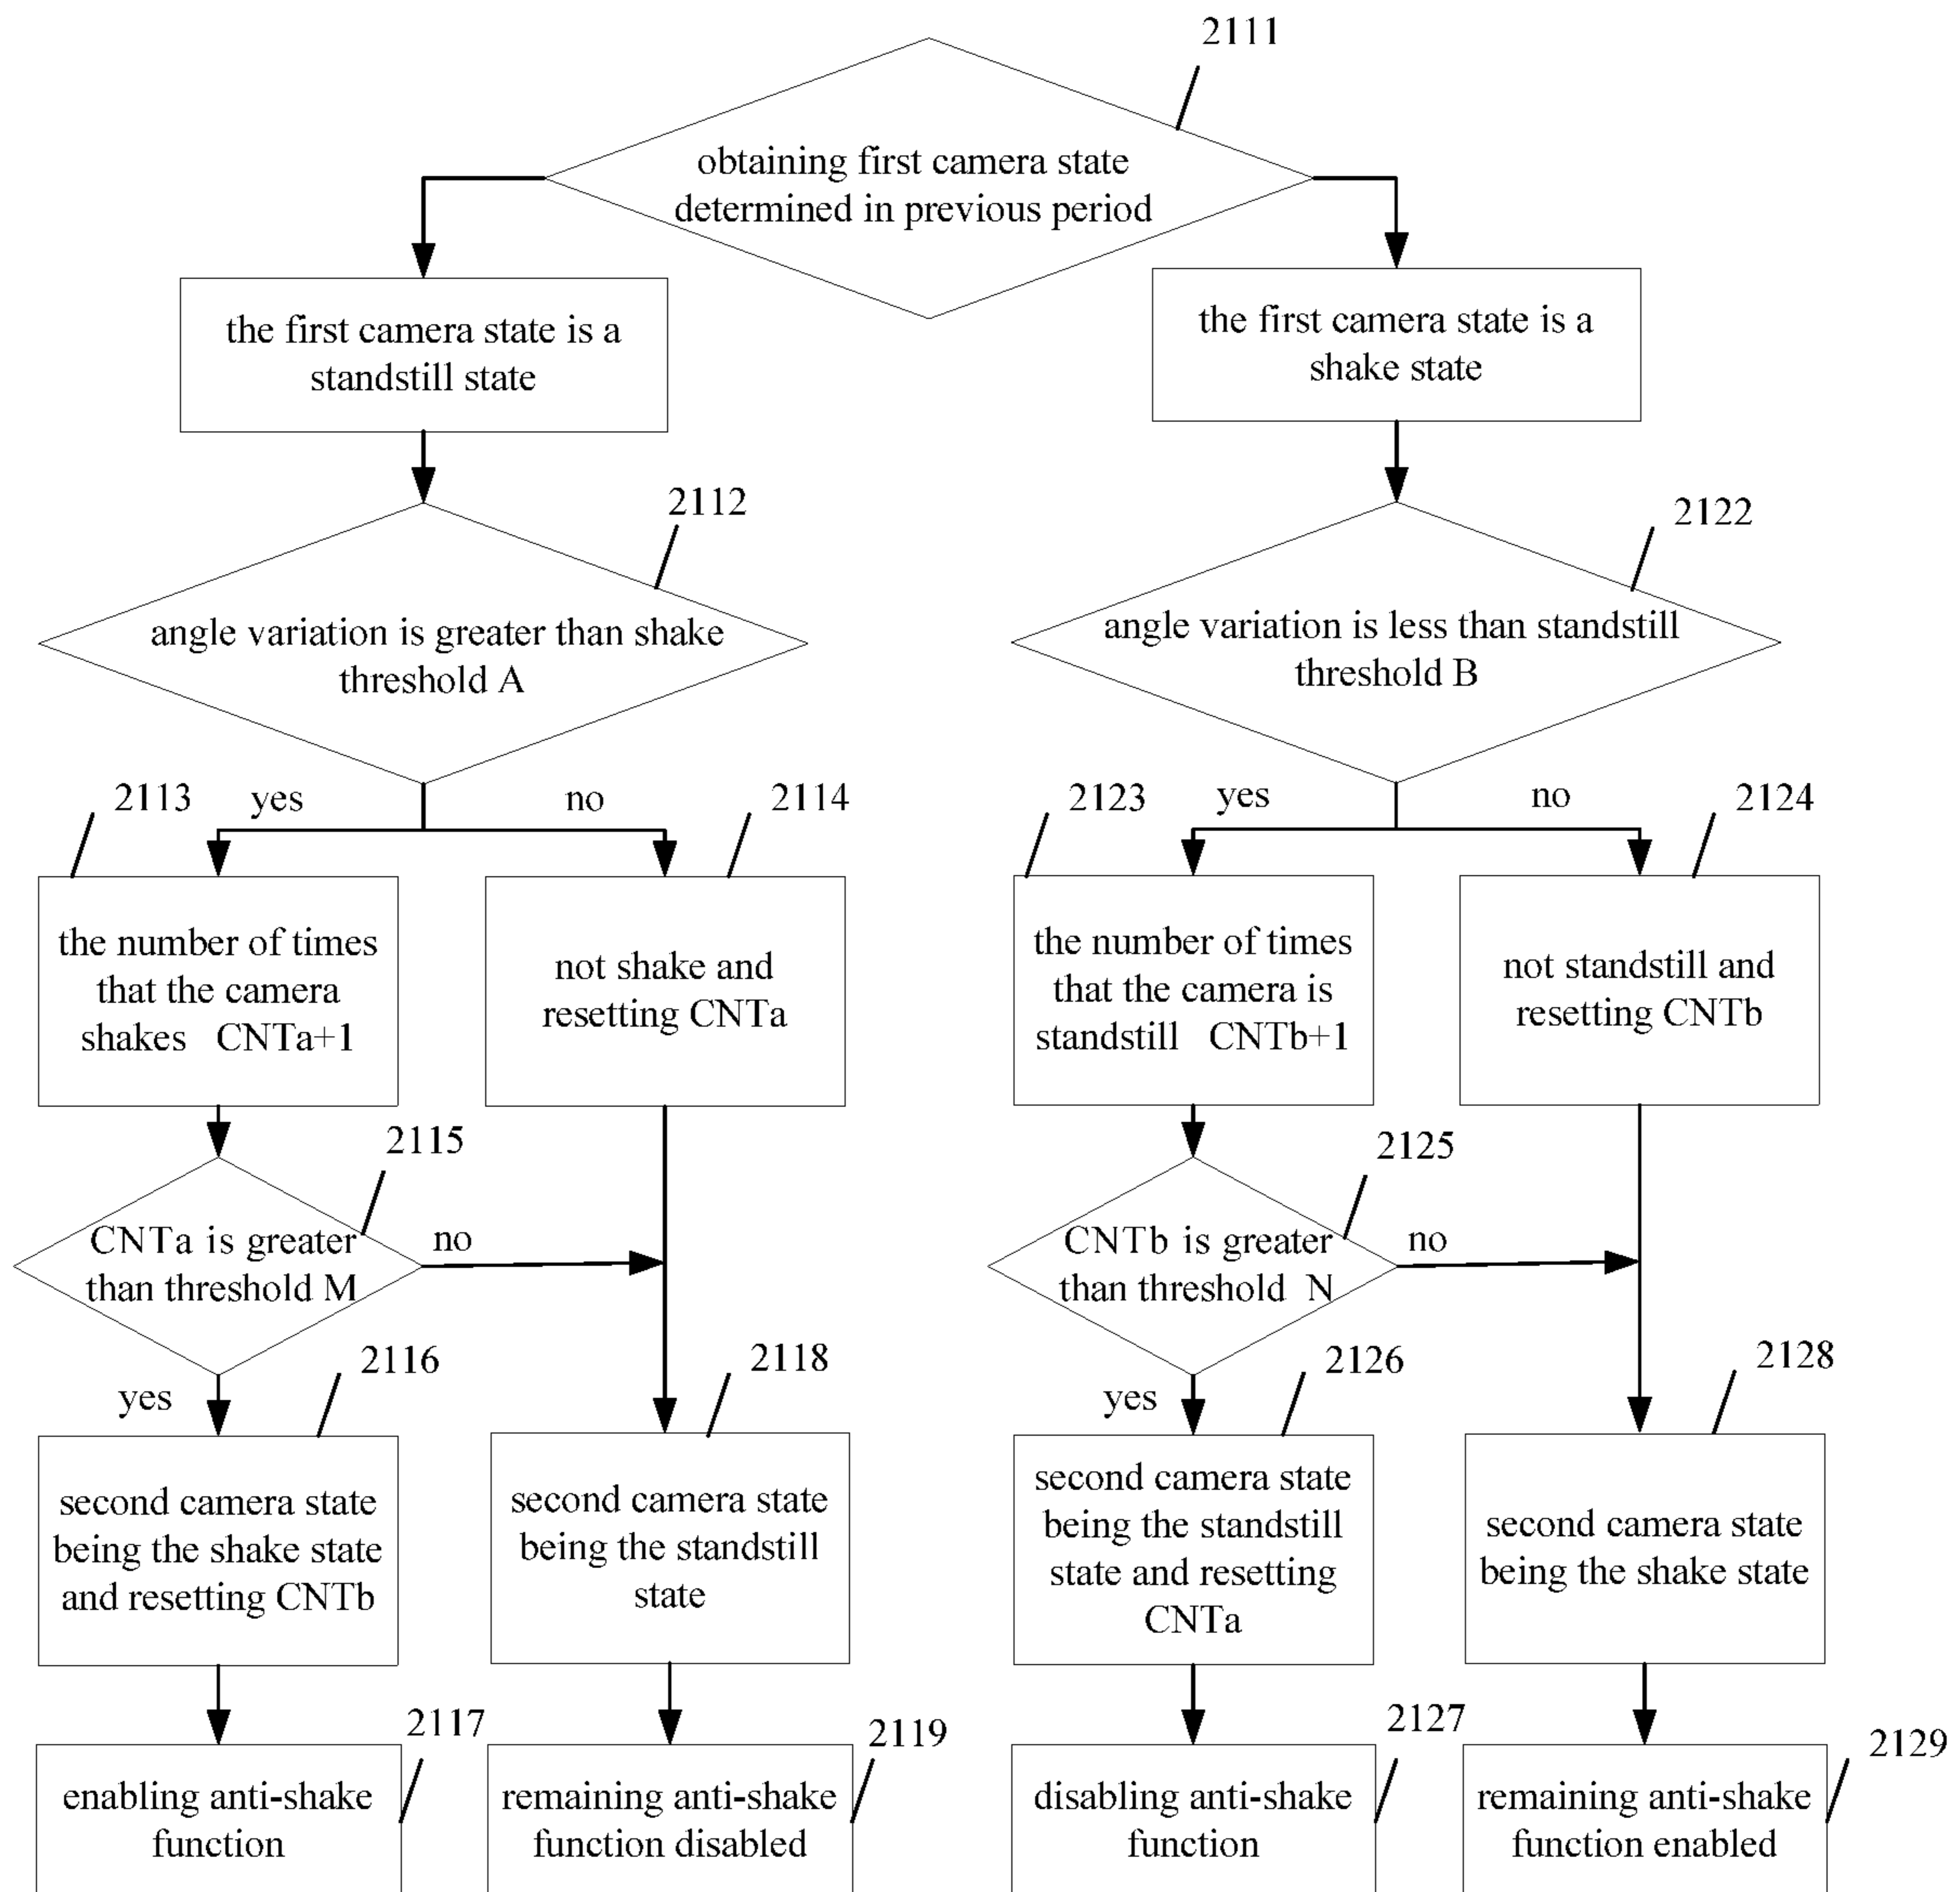 2111
obtaining first camera state
determined in previous period
the first camera state is a
standstill state
the first camera state is a
shake state
2112
angle variation is greater than shake
threshold A
2122
angle variation is less than standstill
threshold B
2113
yes
no
2114
2123
yes
no
2124
the number of times
that the camera
shakes CNTa+1
not shake and
resetting CNTa
the number of times
that the camera is
standstill CNTb+1
not standstill and
resetting CNTb
2115
CNTa is greater
than threshold M
no
2125
CNTb is greater
than threshold N
no
yes
2116
2118
yes
2126
2128
second camera state
being the shake state
and resetting CNTb
second camera state
being the standstill
state
second camera state
being the standstill
state and resetting
CNTa
second camera state
being the shake state
2117
2119
2127
2129
enabling anti-shake
function
remaining anti-shake
function disabled
disabling anti-shake
function
remaining anti-shake
function enabled